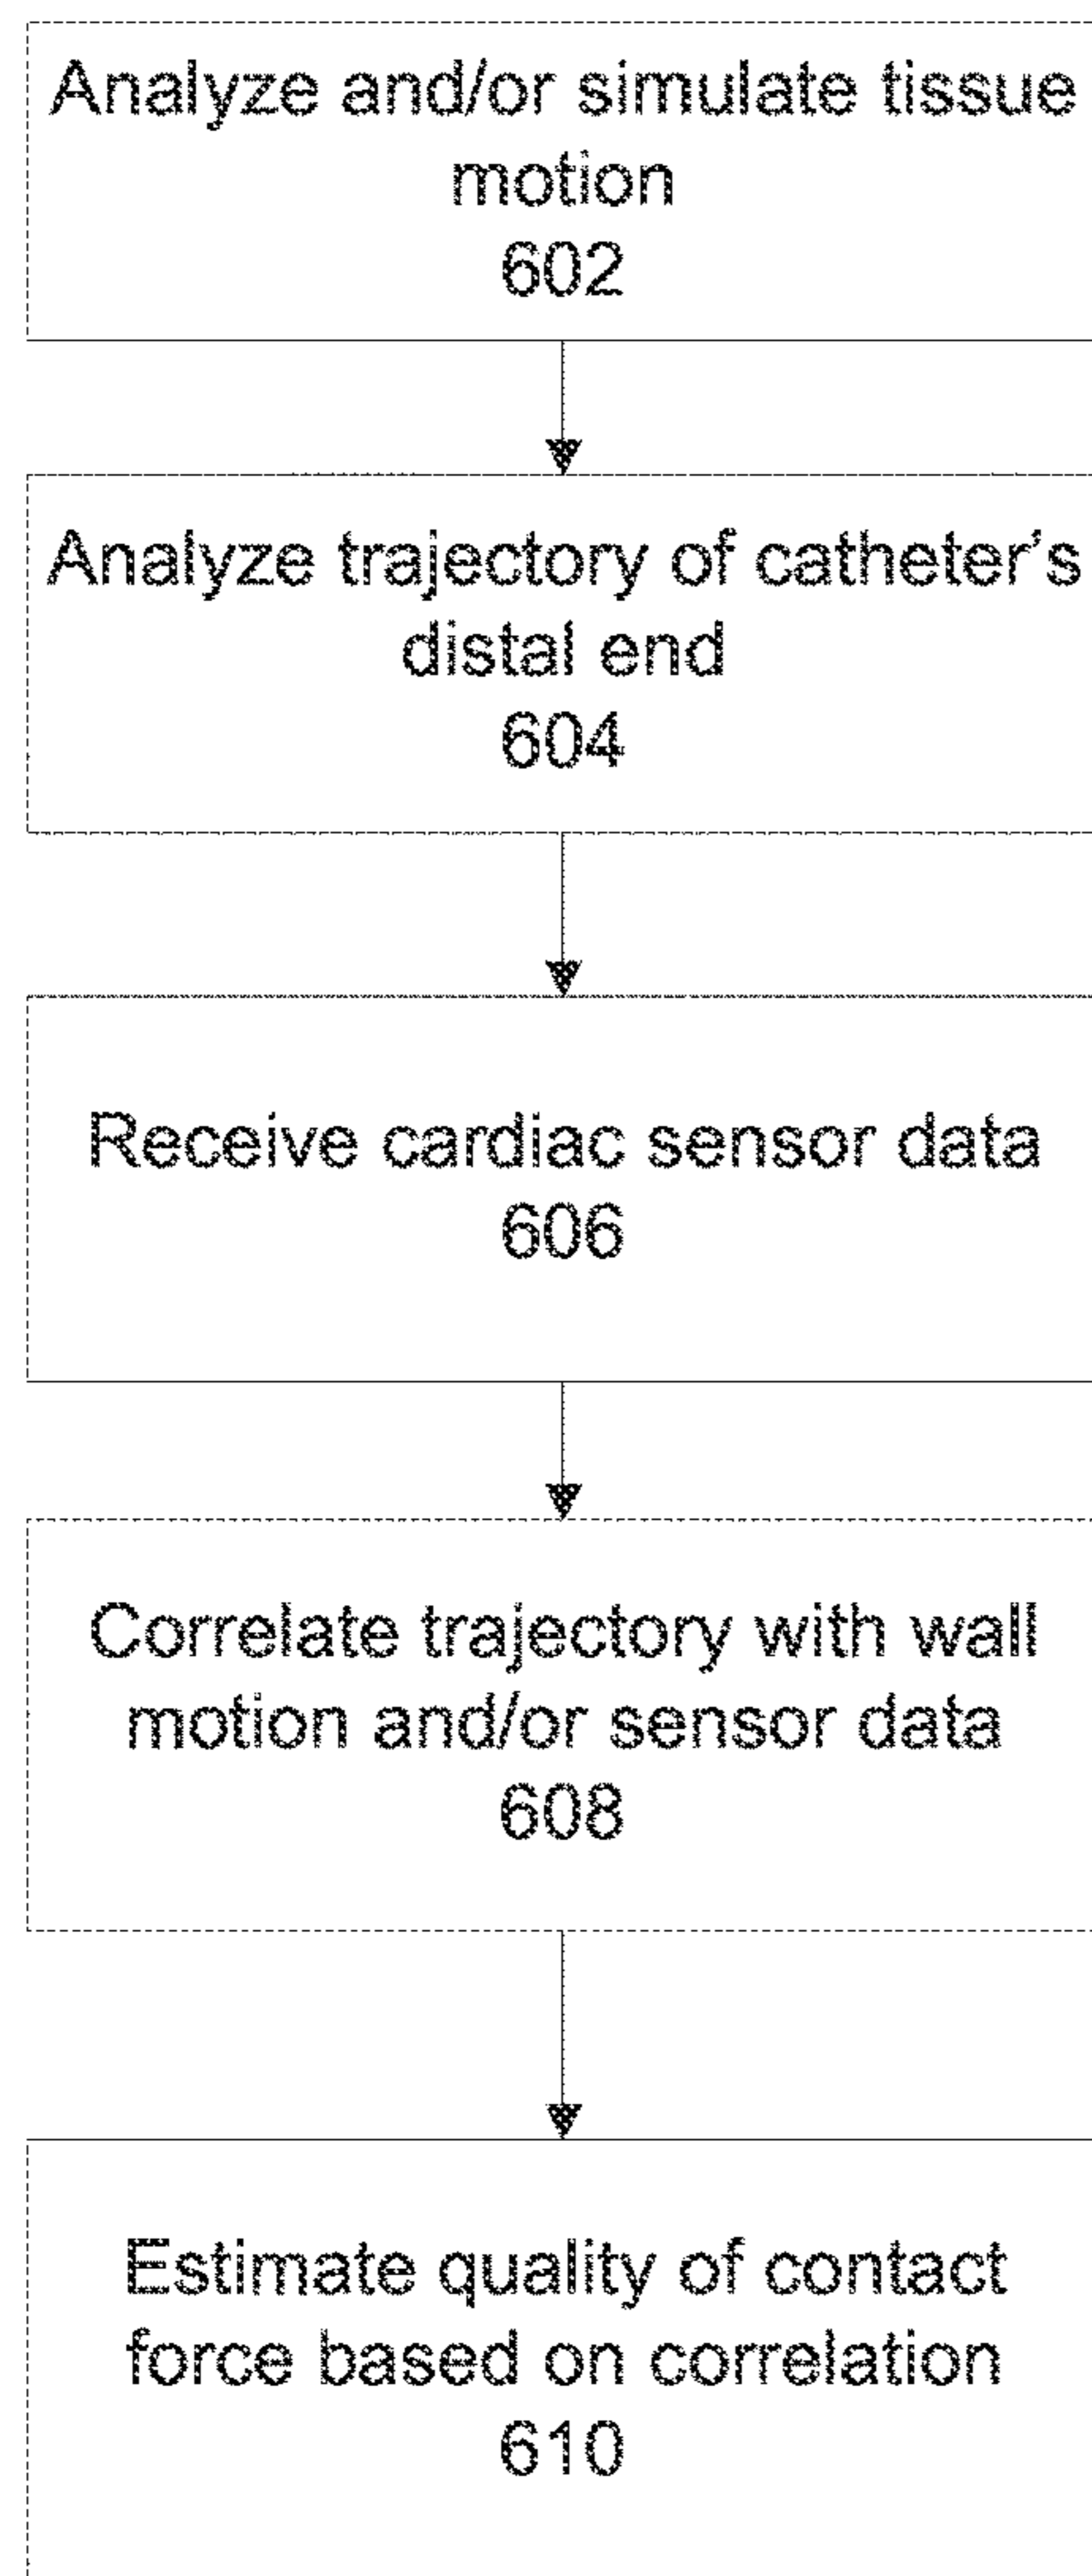 Analyze and/or simulate tissue
motion
602
Analyze trajectory of catheter's
distal end
604
Receive cardiac sensor data
606
Correlate trajectory with wall
motion and/or sensor data
608
Estimate quality of contact
force based on correlation
610